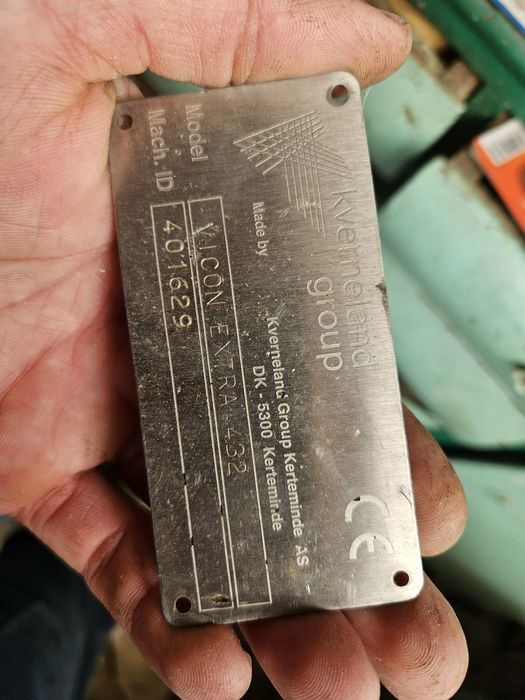 kverneland
group
Made by
Kverneland Group Kerteminde AS
DK - 5300 Kerteminde
Model
VICON EXTRA 432
Mach. ID
401629
CE